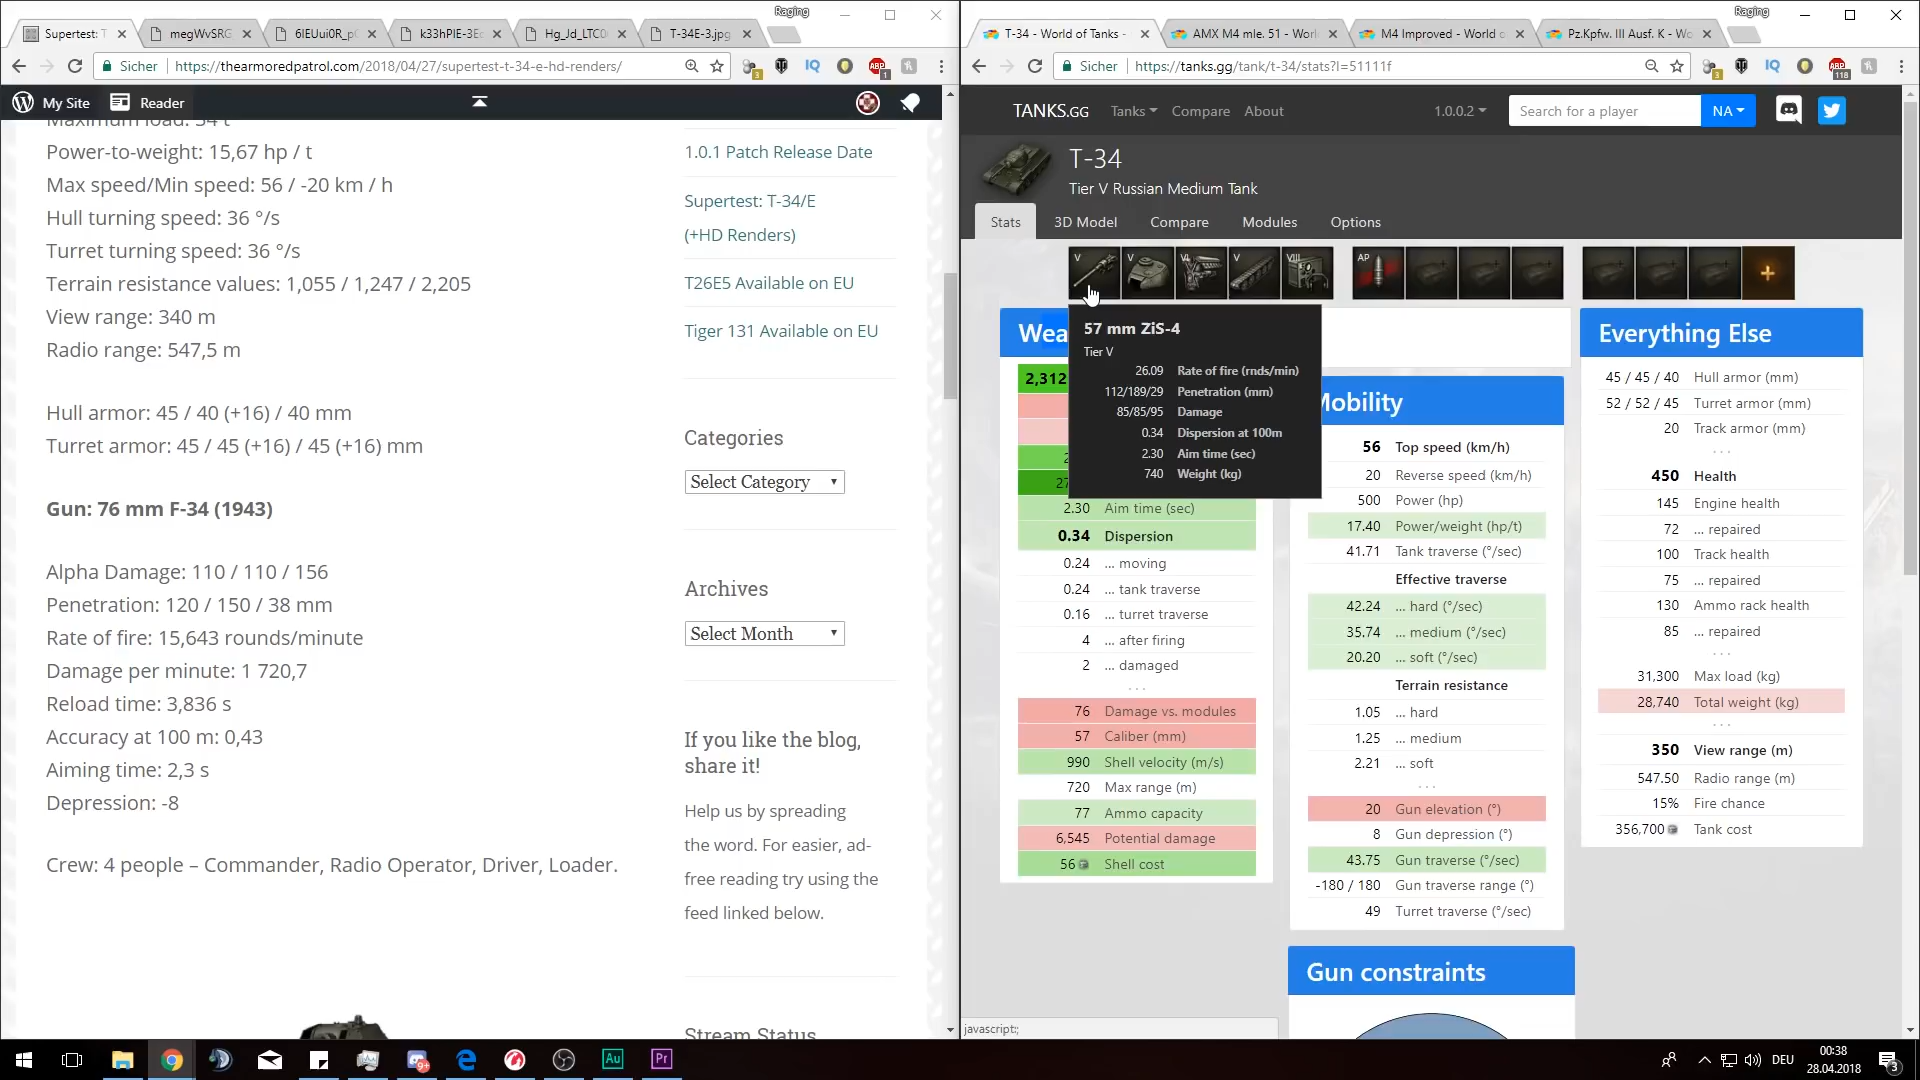 Supertest: T
megWvSRG
6IEUui0R_p
k33hPIE-3E
Hg_Jd_LTC0
T-34E-3.jpg
Raging
Sicher
https://thearmoredpatrol.com/2018/04/27/supertest-t-34-e-hd-renders/
My Site
Reader
Maximum load: 34 t
Power-to-weight: 15,67 hp / t
Max speed/Min speed: 56 / -20 km / h
Hull turning speed: 36 °/s
Turret turning speed: 36 °/s
Terrain resistance values: 1,055 / 1,247 / 2,205
View range: 340 m
Radio range: 547,5 m
Hull armor: 45 / 40 (+16) / 40 mm
Turret armor: 45 / 45 (+16) / 45 (+16) mm
Gun: 76 mm F-34 (1943)
Alpha Damage: 110 / 110 / 156
Penetration: 120 / 150 / 38 mm
Rate of fire: 15,643 rounds/minute
Damage per minute: 1 720,7
Reload time: 3,836 s
Accuracy at 100 m: 0,43
Aiming time: 2,3 s
Depression: -8
Crew: 4 people – Commander, Radio Operator, Driver, Loader.
1.0.1 Patch Release Date
Supertest: T-34/E
(+HD Renders)
T26E5 Available on EU
Tiger 131 Available on EU
Categories
Select Category
Archives
Select Month
If you like the blog,
share it!
Help us by spreading
the word. For easier, ad-
free reading try using the
feed linked below.
Stream Status
T-34 - World of Tanks -
AMX M4 mle. 51 - Worl
M4 Improved - World o
Pz.Kpfw. III Ausf. K - Wo
Raging
Sicher
https://tanks.gg/tank/t-34/stats?l=51111f
TANKS.GG
Tanks
Compare
About
1.0.0.2
Search for a player
NA
T-34
Tier V Russian Medium Tank
Stats
3D Model
Compare
Modules
Options
V
V
VI
V
VIII
AP
57 mm ZiS-4
Tier V
26.09 Rate of fire (rnds/min)
112/189/29 Penetration (mm)
85/85/95 Damage
0.34 Dispersion at 100m
2.30 Aim time (sec)
740 Weight (kg)
Wea
2,312
2
27
2.30 Aim time (sec)
0.34 Dispersion
0.24 ... moving
0.24 ... tank traverse
0.16 ... turret traverse
4 ... after firing
2 ... damaged
...
76 Damage vs. modules
57 Caliber (mm)
990 Shell velocity (m/s)
720 Max range (m)
77 Ammo capacity
6,545 Potential damage
56 Shell cost
Mobility
56 Top speed (km/h)
20 Reverse speed (km/h)
500 Power (hp)
17.40 Power/weight (hp/t)
41.71 Tank traverse (°/sec)
Effective traverse
42.24 ... hard (°/sec)
35.74 ... medium (°/sec)
20.20 ... soft (°/sec)
Terrain resistance
1.05 ... hard
1.25 ... medium
2.21 ... soft
...
20 Gun elevation (°)
8 Gun depression (°)
43.75 Gun traverse (°/sec)
-180 / 180 Gun traverse range (°)
49 Turret traverse (°/sec)
Gun constraints
Everything Else
45 / 45 / 40 Hull armor (mm)
52 / 52 / 45 Turret armor (mm)
20 Track armor (mm)
...
450 Health
145 Engine health
72 ... repaired
100 Track health
75 ... repaired
130 Ammo rack health
85 ... repaired
...
31,300 Max load (kg)
28,740 Total weight (kg)
...
350 View range (m)
547.50 Radio range (m)
15% Fire chance
356,700 Tank cost
javascript:;
Au
Pr
DEU
00:38
28.04.2018
3